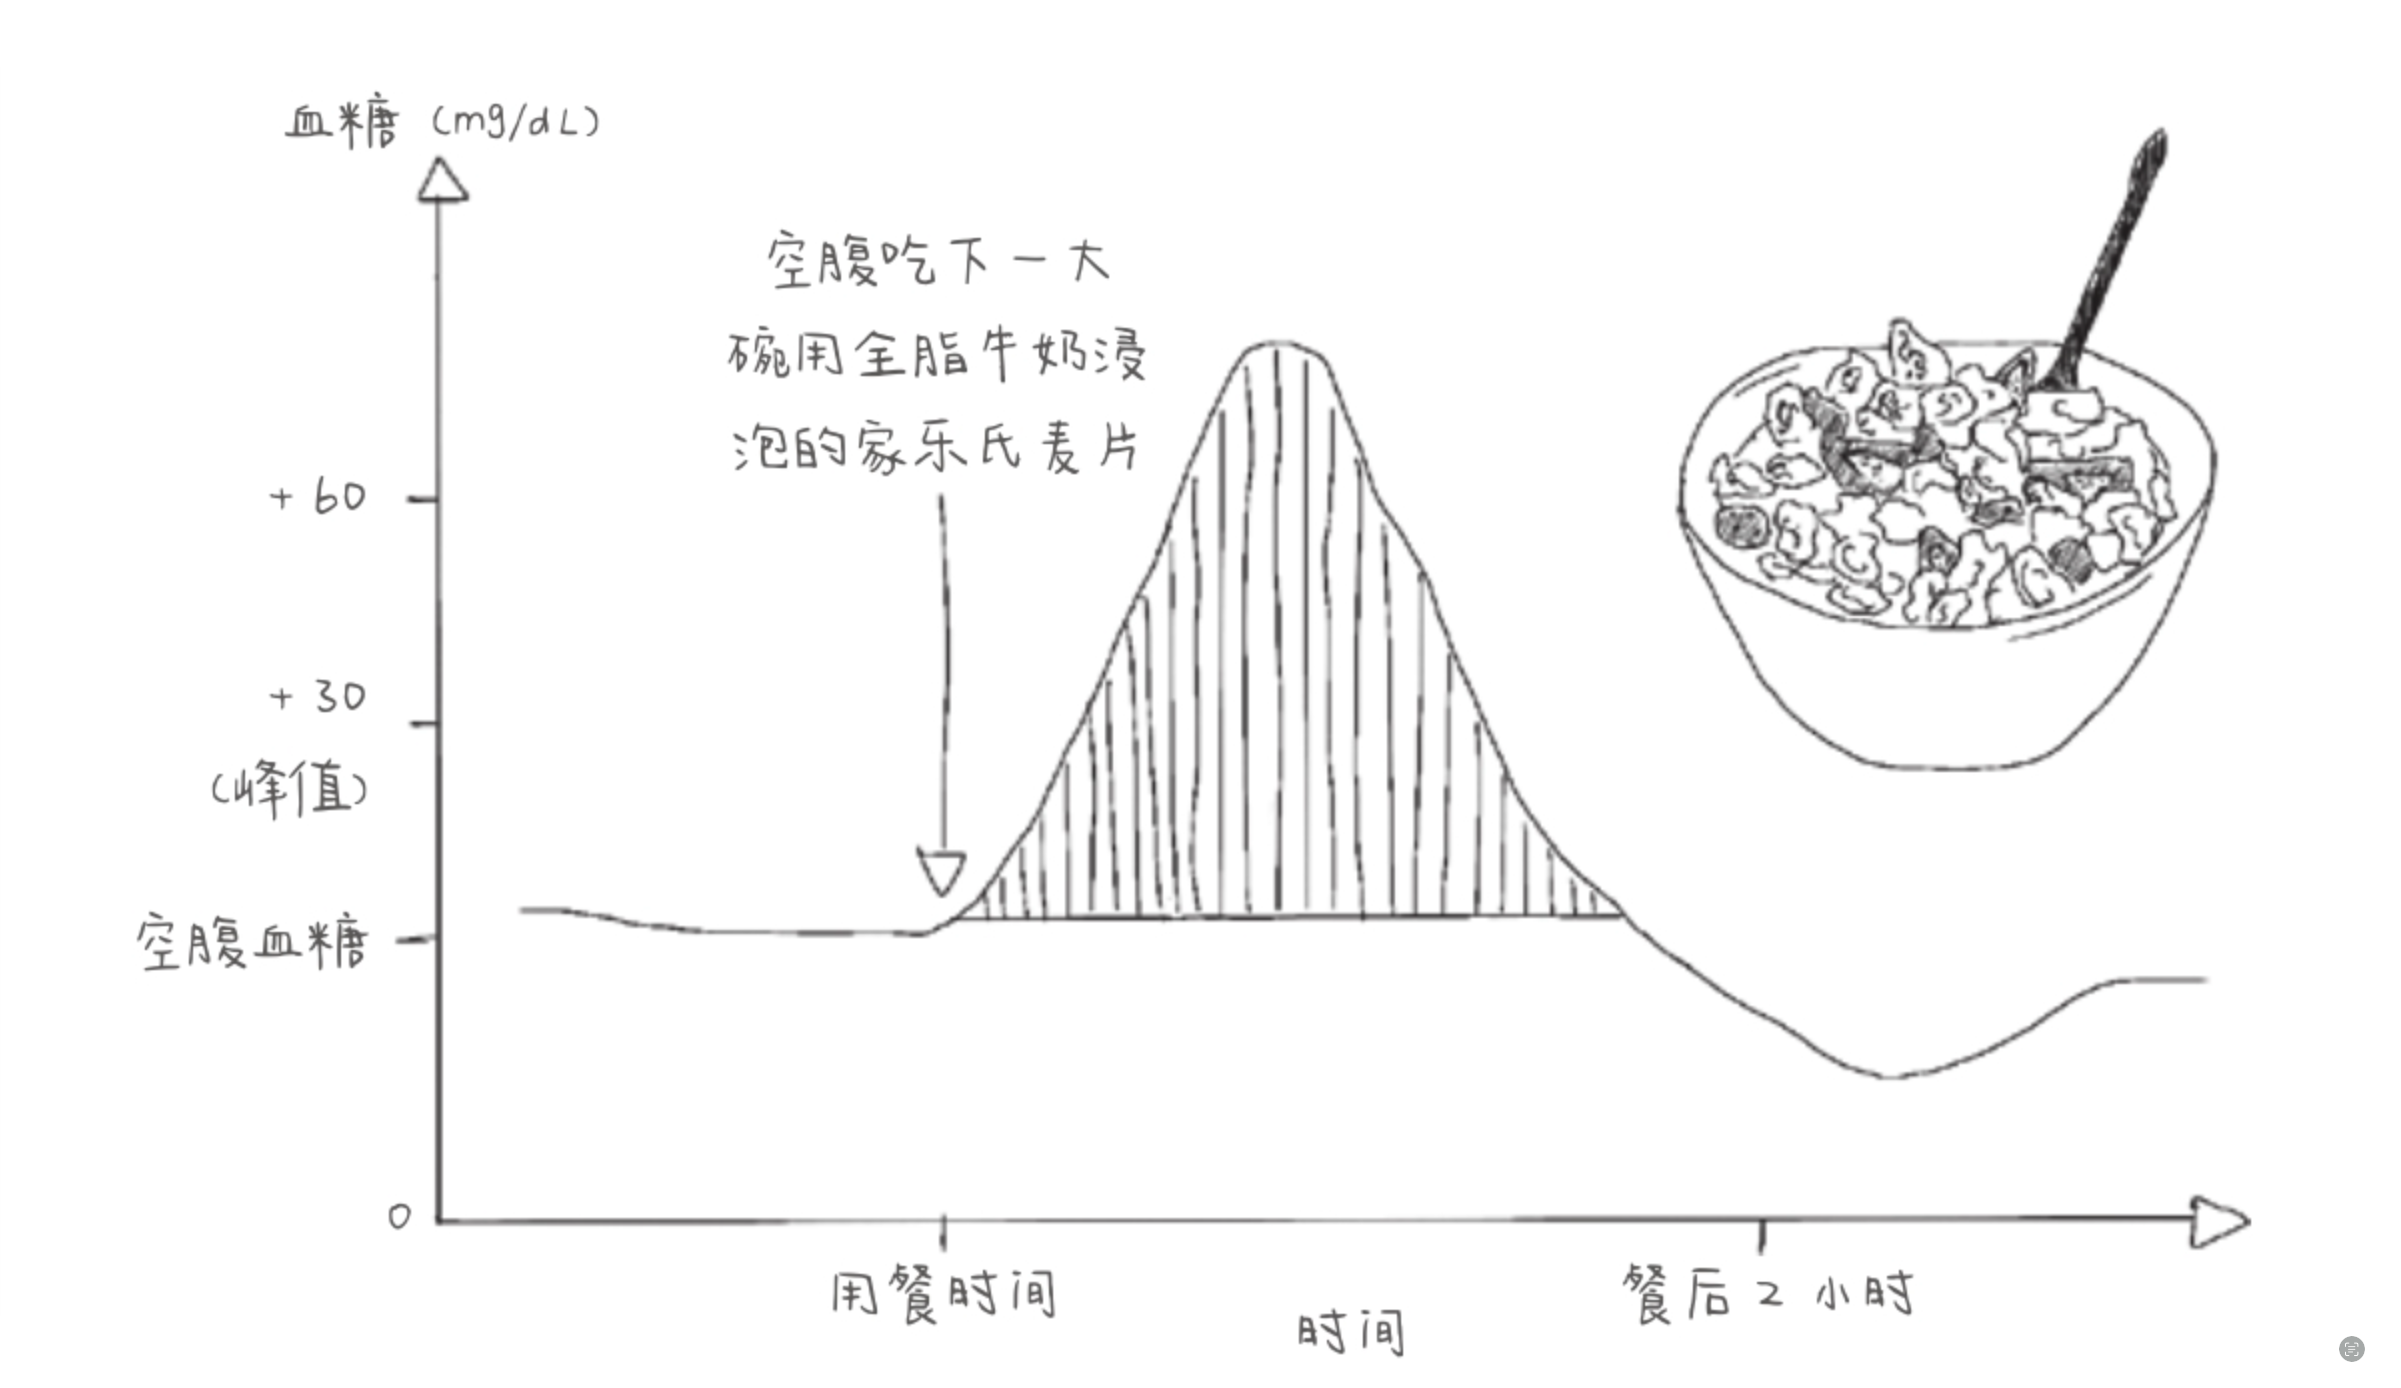 血糖 (mg/dL)
空腹吃下一大
碗用全脂牛奶浸
泡的家乐氏麦片
+ 60
+ 30
(峰值)
空腹血糖
0
用餐时间
餐后2小时
时间